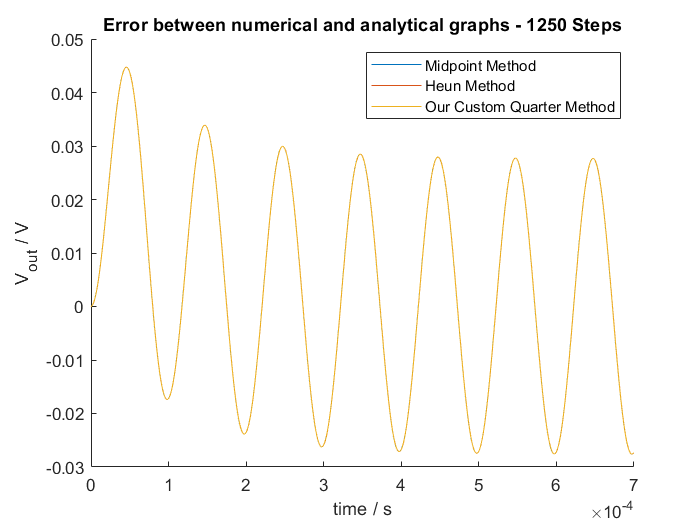 Error between numerical and analytical graphs - 1250 Steps
0.05
0.04
0.03
0.02
0.01
0
-0.01
-0.02
-0.03
V_out / V
Midpoint Method
Heun Method
Our Custom Quarter Method
0 1 2 3 4 5 6 7
time / s
×10^-4